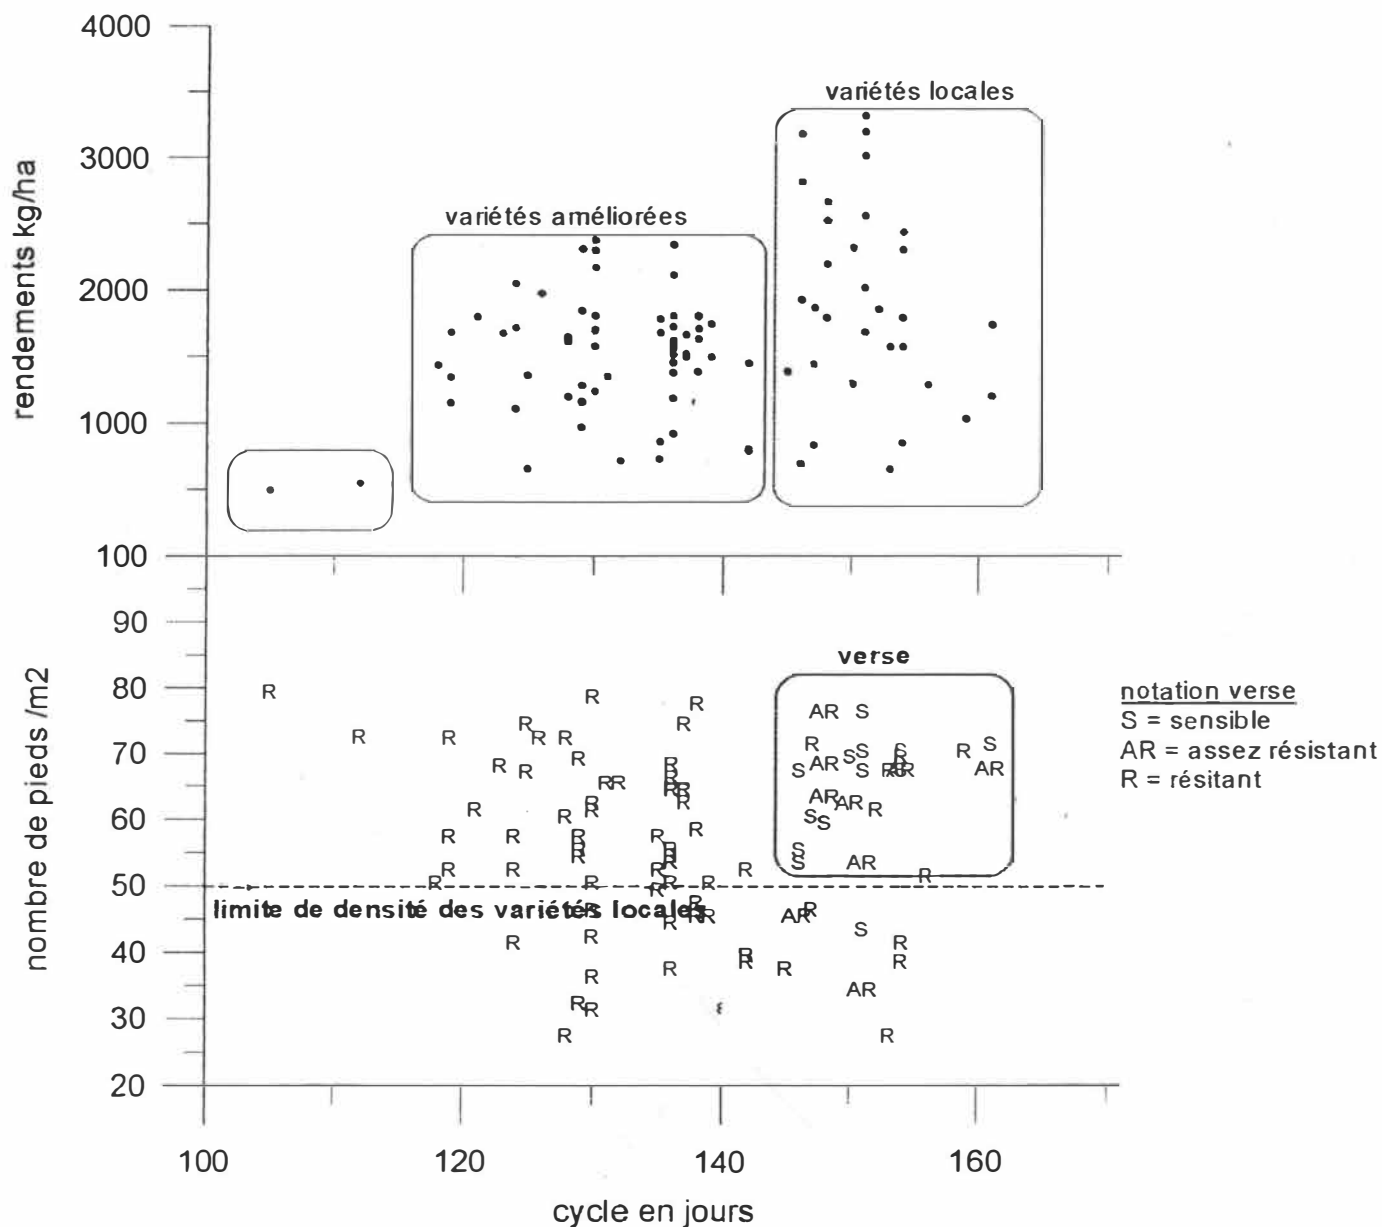 4000
variétés locales
3000
variétés améliorées
2000
1000
rendements kg/ha
100
90
verse
80
70
60
50
limite de densité des variétés locales
40
30
20
nombre de pieds /m2
notation verse
S = sensible
AR = assez résistant
R = résitant
100 120 140 160
cycle en jours